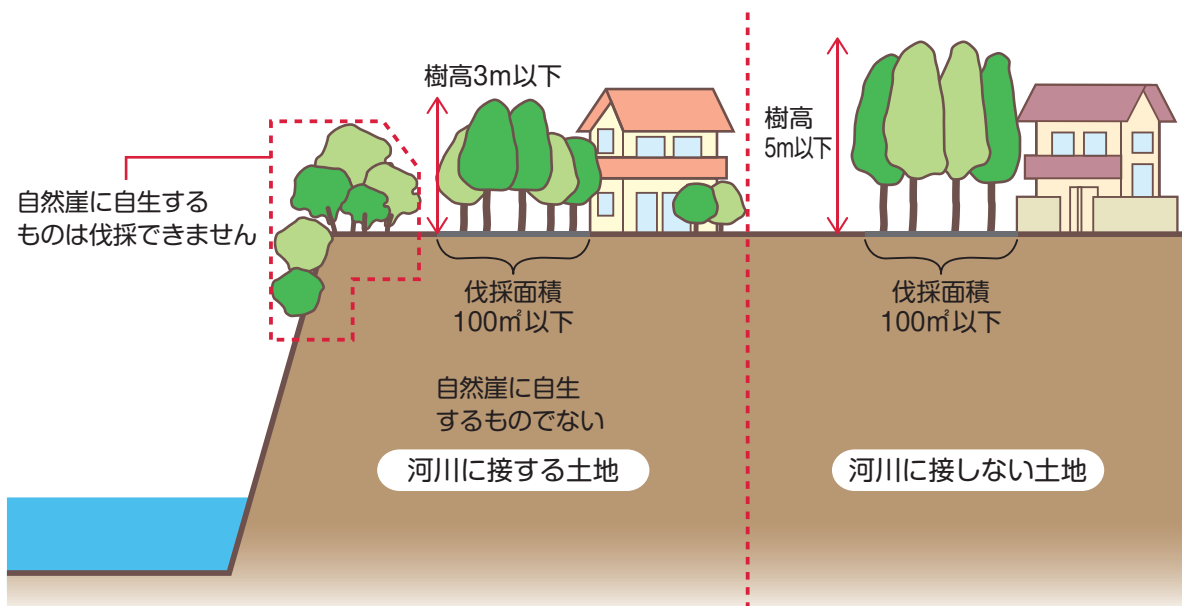 自然崖に自生する
ものは伐採できません
樹高3m以下
伐採面積
100㎡以下
自然崖に自生
するものでない
河川に接する土地
樹高
5m以下
伐採面積
100㎡以下
河川に接しない土地